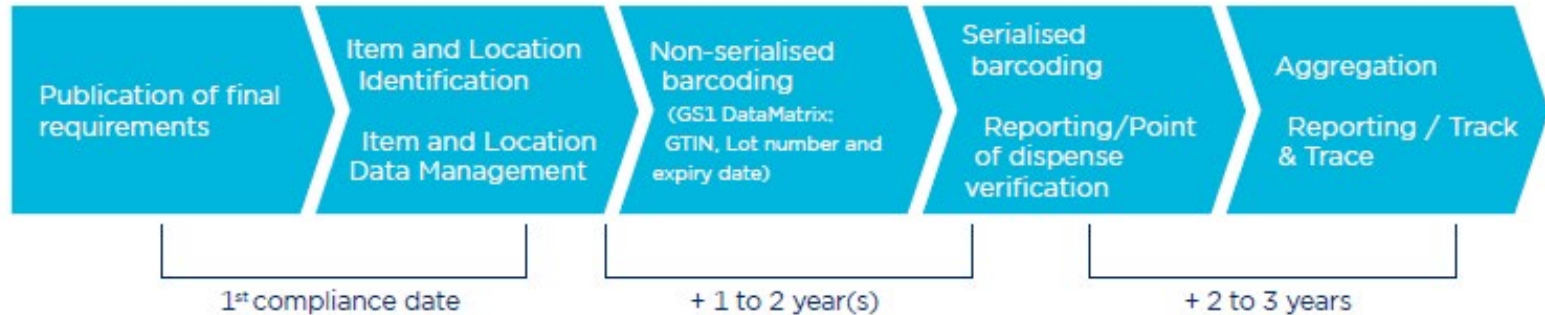 Publication of final
requirements
Item and Location
Identification
Item and Location
Data Management
Non-serialised
barcoding
(GS1 DataMatrix:
GTIN, Lot number and
expiry date)
Serialised
barcoding
Reporting/Point
of dispense
verification
Aggregation
Reporting / Track
& Trace
1st compliance date
+ 1 to 2 year(s)
+ 2 to 3 years